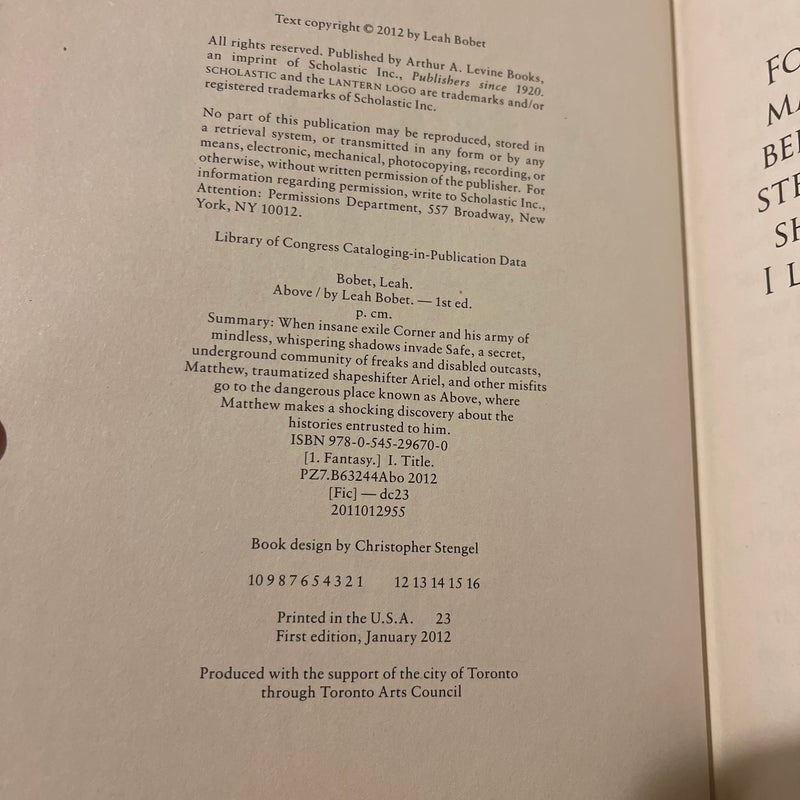 Text copyright © 2012 by Leah Bobet
All rights reserved. Published by Arthur A. Levine Books,
an imprint of Scholastic Inc., Publishers since 1920.
SCHOLASTIC and the LANTERN LOGO are trademarks and/or
registered trademarks of Scholastic Inc.
No part of this publication may be reproduced, stored in
a retrieval system, or transmitted in any form or by any
means, electronic, mechanical, photocopying, recording, or
otherwise, without written permission of the publisher. For
information regarding permission, write to Scholastic Inc.,
Attention: Permissions Department, 557 Broadway, New
York, NY 10012.
Library of Congress Cataloging-in-Publication Data
Bobet, Leah.
Above / by Leah Bobet. — 1st ed.
p. cm.
Summary: When insane exile Corner and his army of
mindless, whispering shadows invade Safe, a secret,
underground community of freaks and disabled outcasts,
Matthew, traumatized shapeshifter Ariel, and other misfits
go to the dangerous place known as Above, where
Matthew makes a shocking discovery about the
histories entrusted to him.
ISBN 978-0-545-29670-0
[1. Fantasy.] I. Title.
PZ7.B63244Abo 2012
[Fic] — dc23
2011012955
Book design by Christopher Stengel
10 9 8 7 6 5 4 3 2 1 12 13 14 15 16
Printed in the U.S.A. 23
First edition, January 2012
Produced with the support of the city of Toronto
through Toronto Arts Council
FO
MA
BE
STE
SH
I L